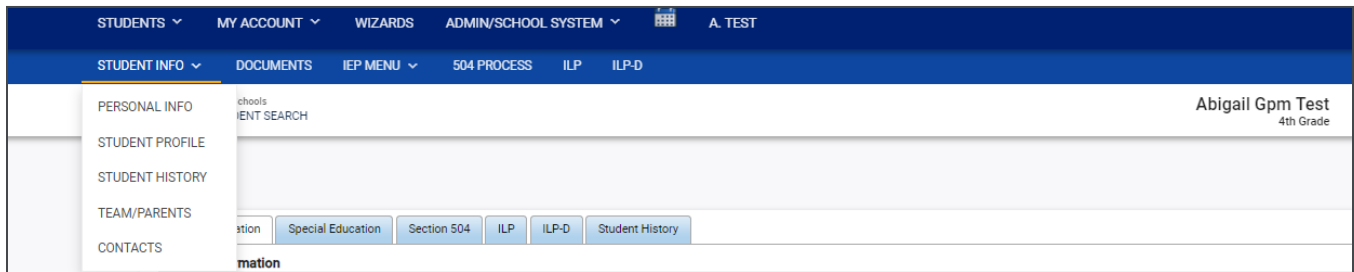 STUDENTS MY ACCOUNT WIZARDS ADMIN/SCHOOL SYSTEM A. TEST
STUDENT INFO DOCUMENTS IEP MENU 504 PROCESS ILP ILP-D
PERSONAL INFO
chools
ENT SEARCH
Abigail Gpm Test
4th Grade
STUDENT PROFILE
STUDENT HISTORY
TEAM/PARENTS
CONTACTS
ation Special Education Section 504 ILP ILP-D Student History
mation